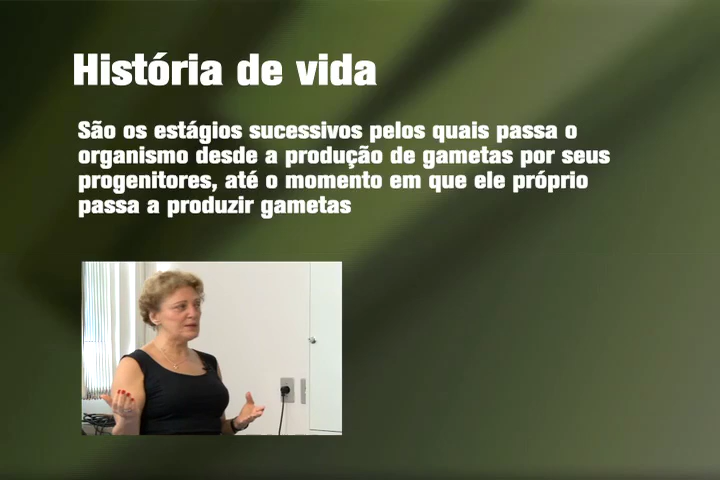 História de vida
São os estágios sucessivos pelos quais passa o
organismo desde a produção de gametas por seus
progenitores, até o momento em que ele próprio
passa a produzir gametas